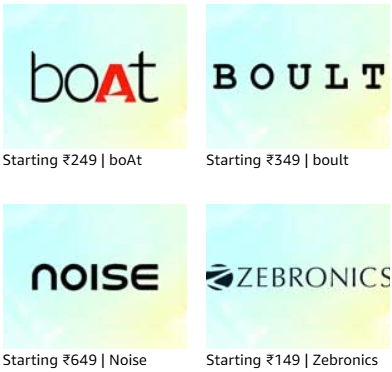 boAt
BOULT
Starting ₹249 | boAt
Starting ₹349 | boult
noise
ZEBRONICS
Starting ₹649 | Noise
Starting ₹149 | Zebronics